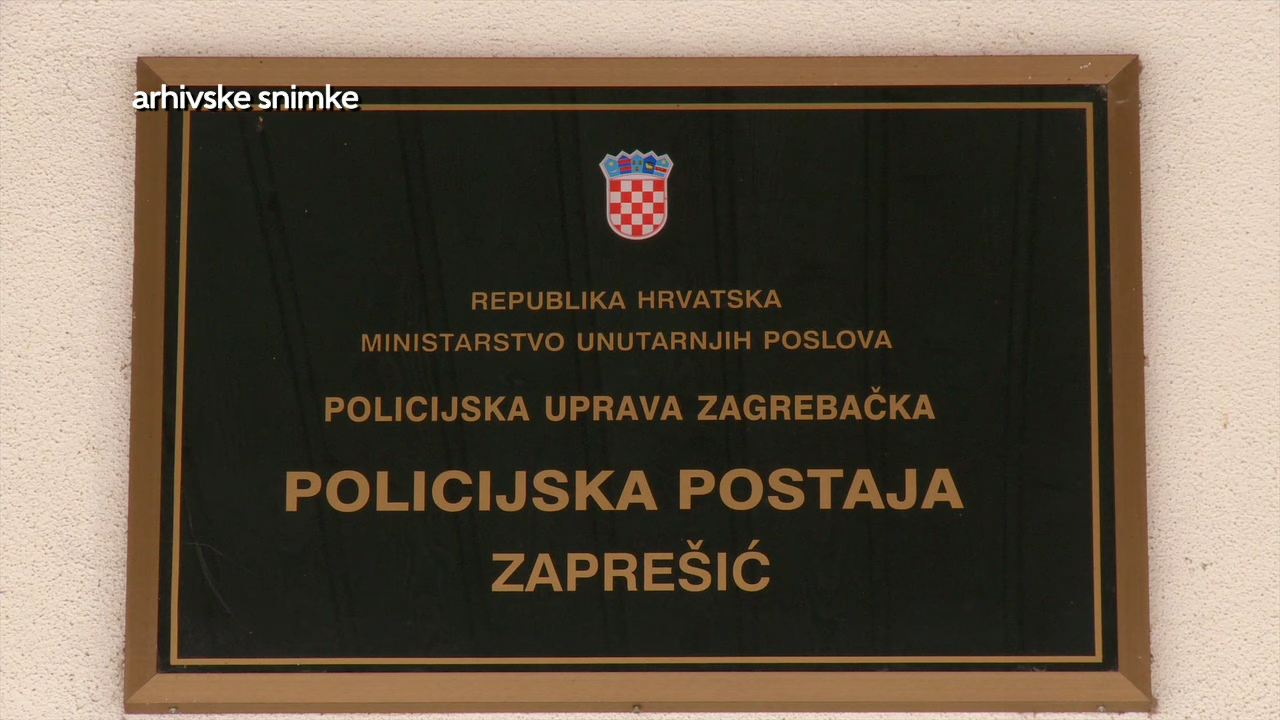 arhivske snimke
REPUBLIKA HRVATSKA
MINISTARSTVO UNUTARNJIH POSLOVA
POLICIJSKA UPRAVA ZAGREBAČKA
POLICIJSKA POSTAJA
ZAPREŠIĆ